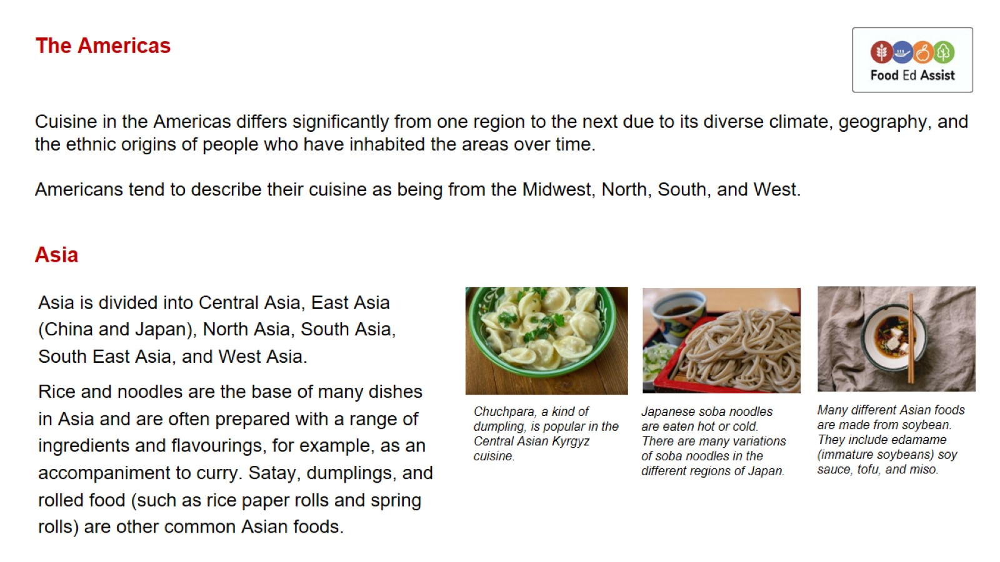 The Americas
Food Ed Assist
Cuisine in the Americas differs significantly from one region to the next due to its diverse climate, geography, and
the ethnic origins of people who have inhabited the areas over time.
Americans tend to describe their cuisine as being from the Midwest, North, South, and West.
Asia
Asia is divided into Central Asia, East Asia
(China and Japan), North Asia, South Asia,
South East Asia, and West Asia.
Rice and noodles are the base of many dishes
in Asia and are often prepared with a range of
ingredients and flavourings, for example, as an
accompaniment to curry. Satay, dumplings, and
rolled food (such as rice paper rolls and spring
rolls) are other common Asian foods.
Chuchpara, a kind of
dumpling, is popular in the
Central Asian Kyrgyz
cuisine.
Japanese soba noodles
are eaten hot or cold.
There are many variations
of soba noodles in the
different regions of Japan.
Many different Asian foods
are made from soybean.
They include edamame
(immature soybeans) soy
sauce, tofu, and miso.